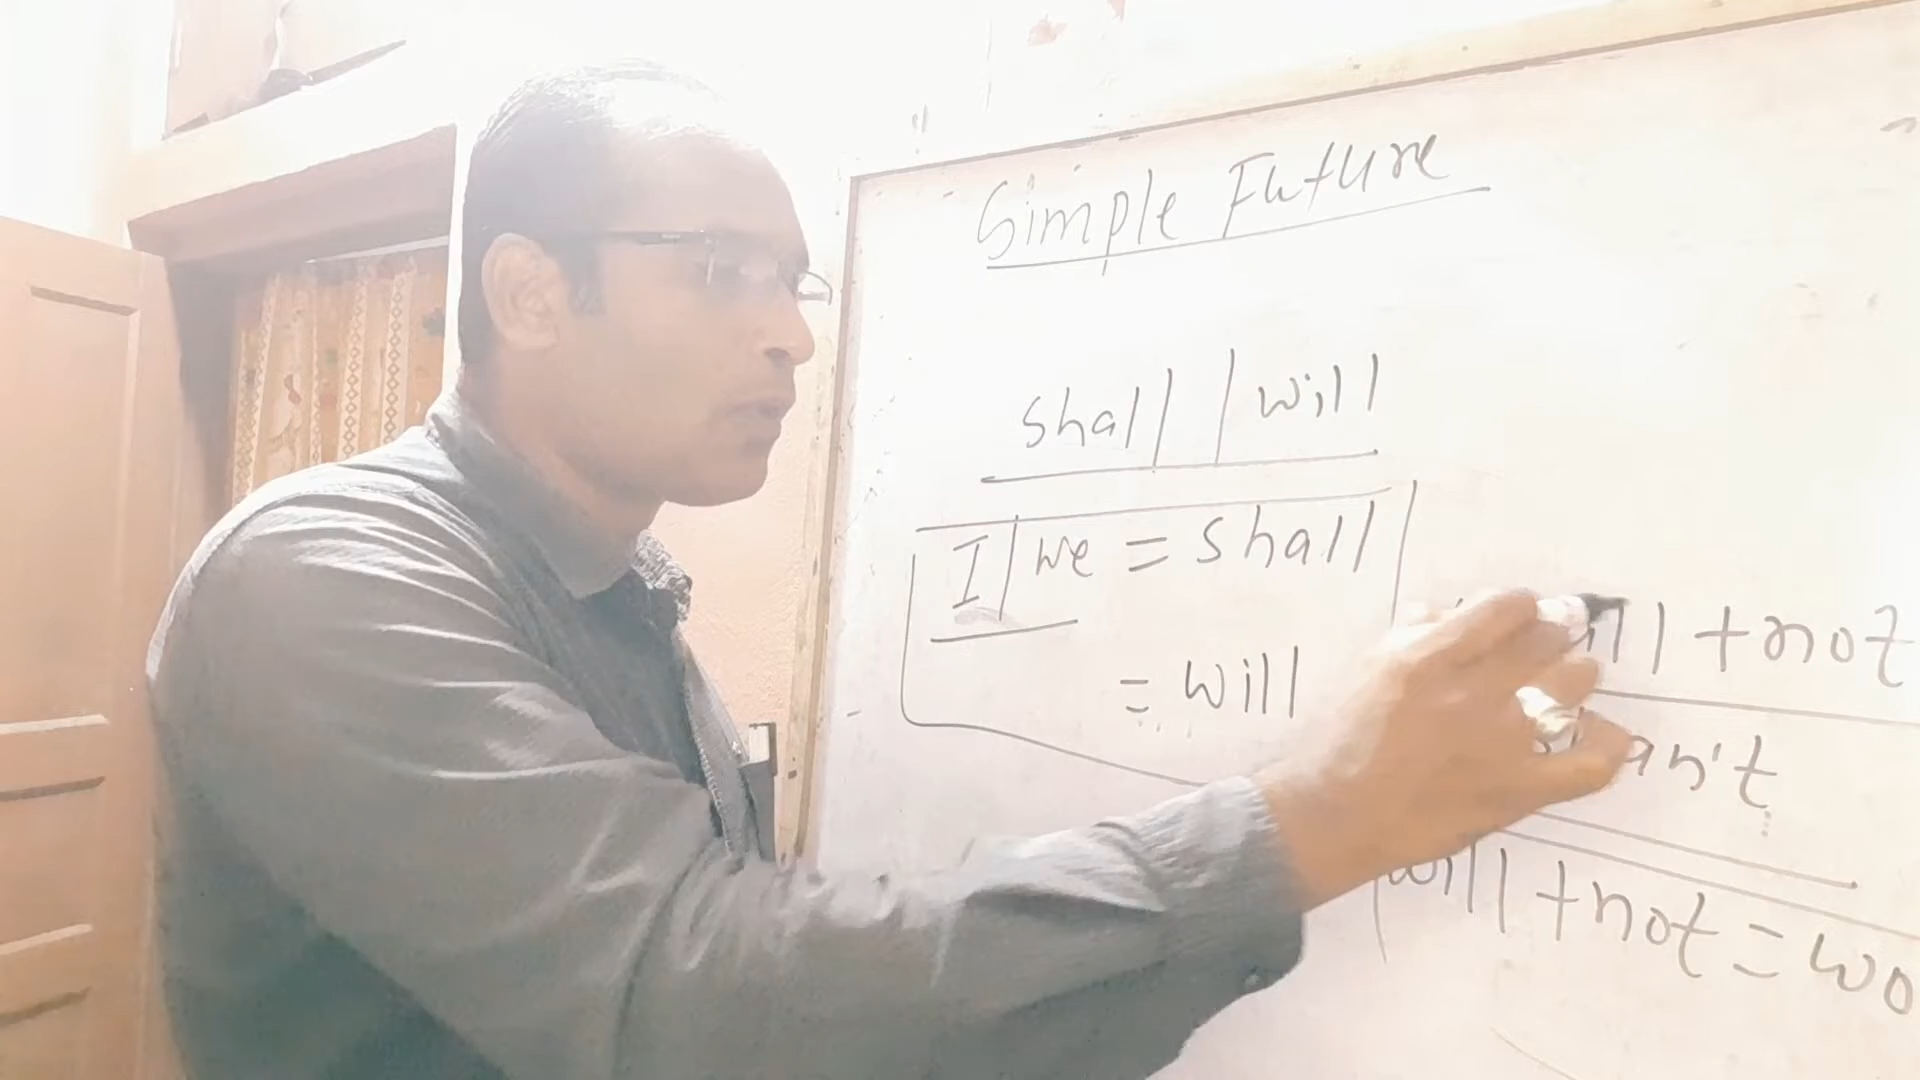 Simple Future
shall / will
I / we = shall
= will
ll + not
an't
will + not = wo